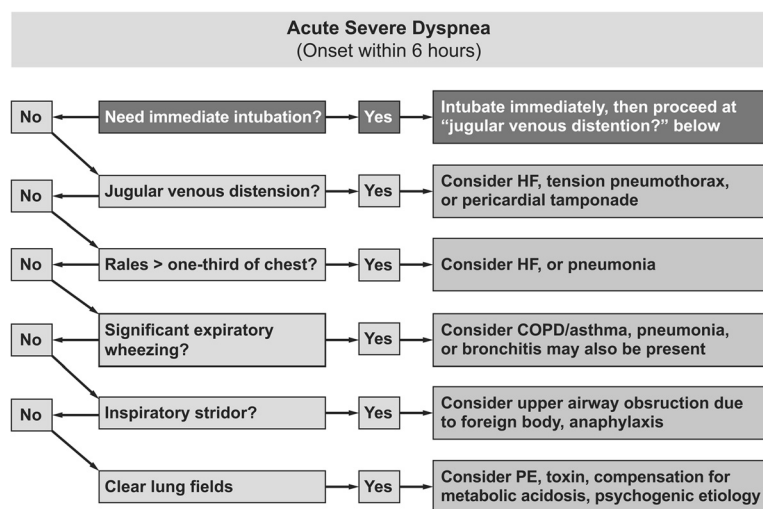 Acute Severe Dyspnea
(Onset within 6 hours)
No
Need immediate intubation?
Yes
Intubate immediately, then proceed at
“jugular venous distention?” below
No
Jugular venous distension?
Yes
Consider HF, tension pneumothorax,
or pericardial tamponade
No
Rales > one-third of chest?
Yes
Consider HF, or pneumonia
No
Significant expiratory
wheezing?
Yes
Consider COPD/asthma, pneumonia,
or bronchitis may also be present
No
Inspiratory stridor?
Yes
Consider upper airway obsruction due
to foreign body, anaphylaxis
Clear lung fields
Yes
Consider PE, toxin, compensation for
metabolic acidosis, psychogenic etiology